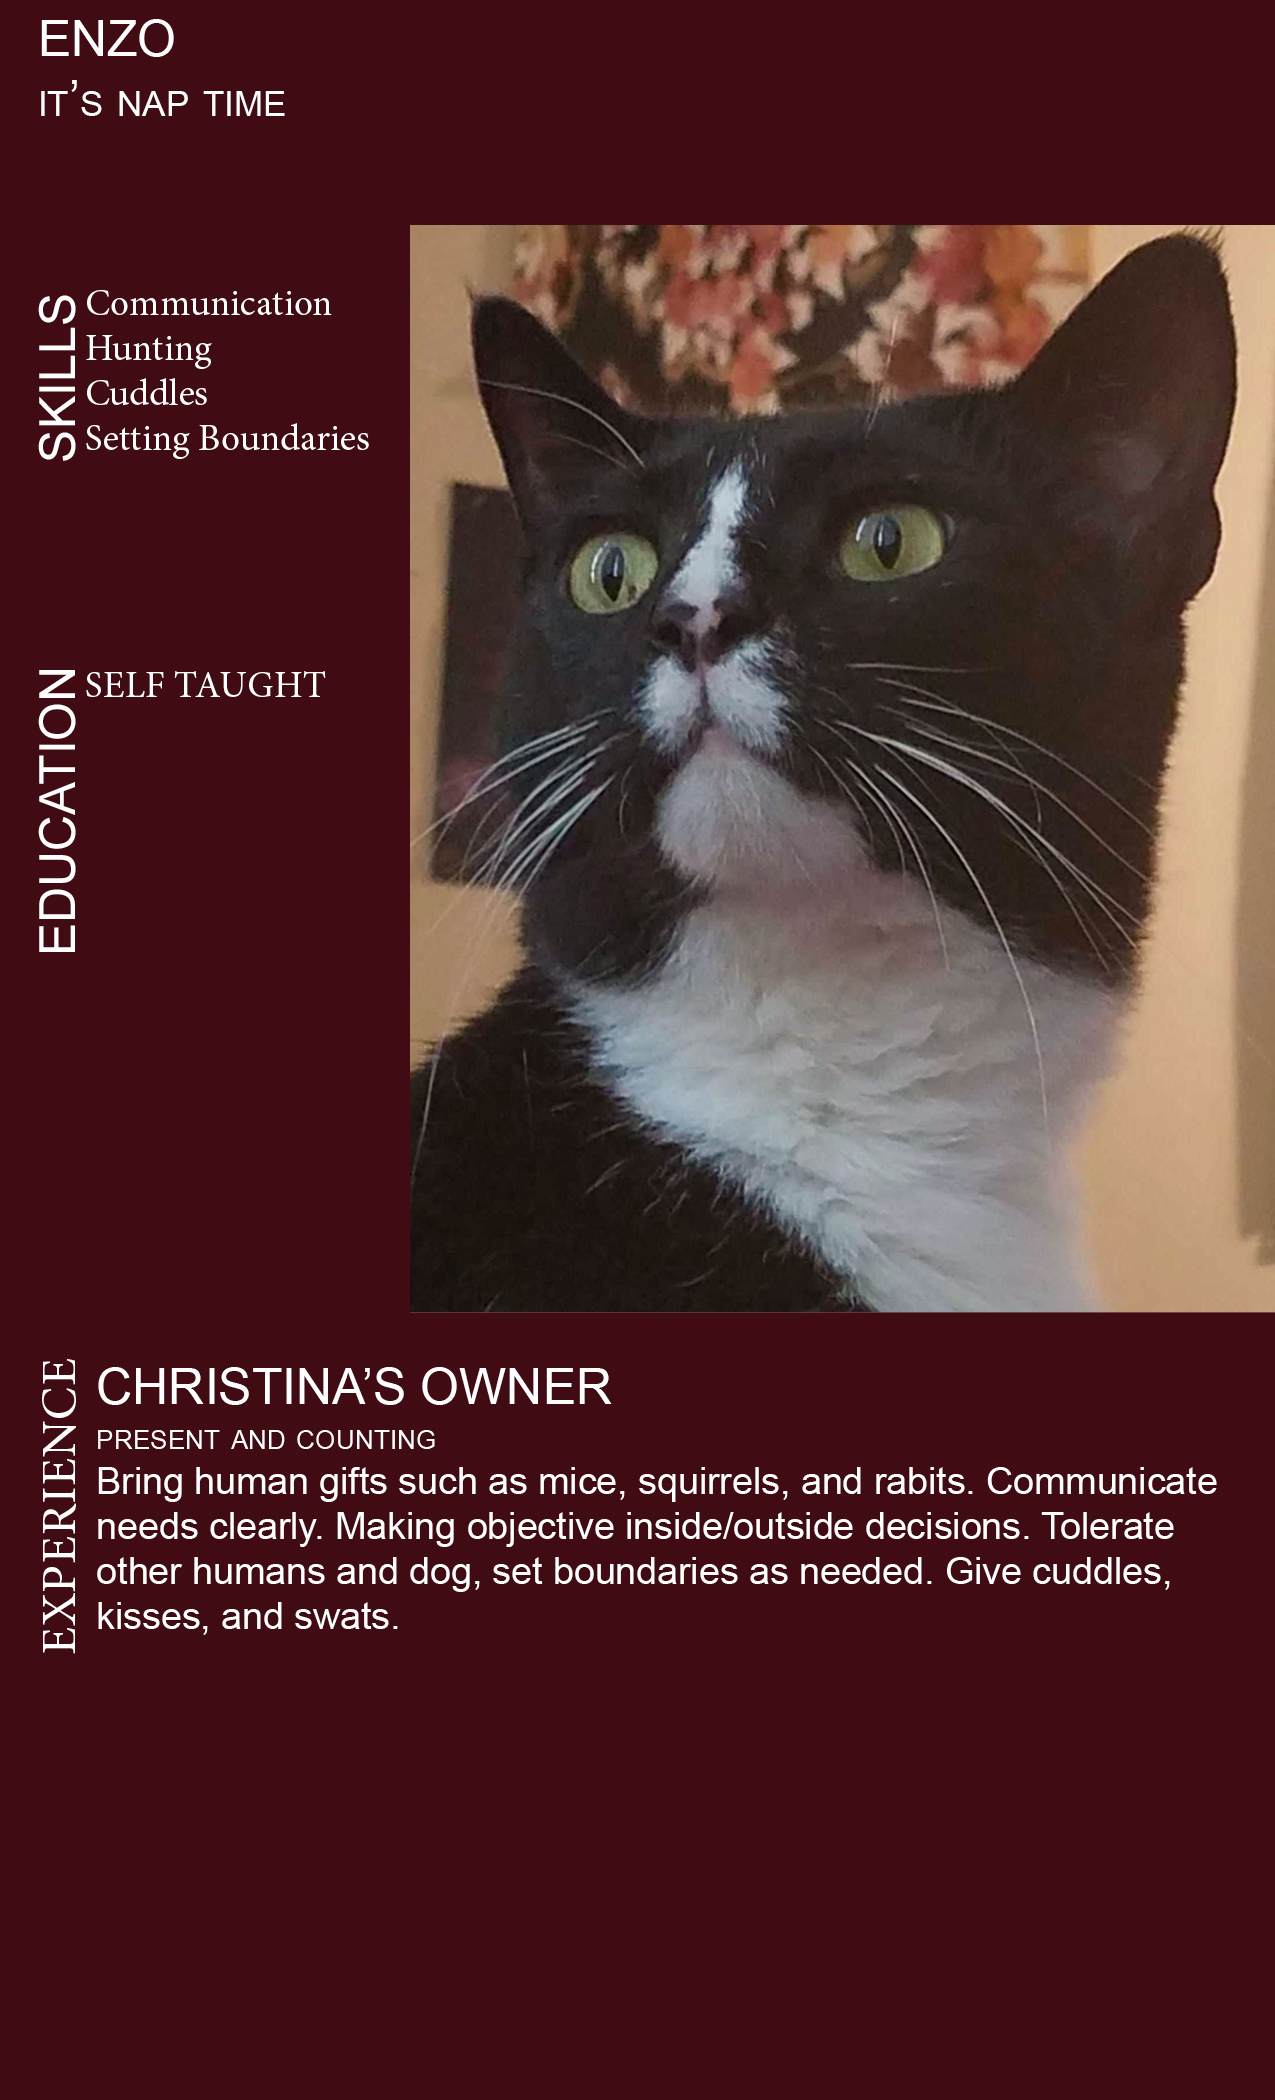 ENZO
IT'S NAP TIME
SKILLS
Communication
Hunting
Cuddles
Setting Boundaries
EDUCATION
SELF TAUGHT
EXPERIENCE
CHRISTINA'S OWNER
PRESENT AND COUNTING
Bring human gifts such as mice, squirrels, and rabits. Communicate
needs clearly. Making objective inside/outside decisions. Tolerate
other humans and dog, set boundaries as needed. Give cuddles,
kisses, and swats.